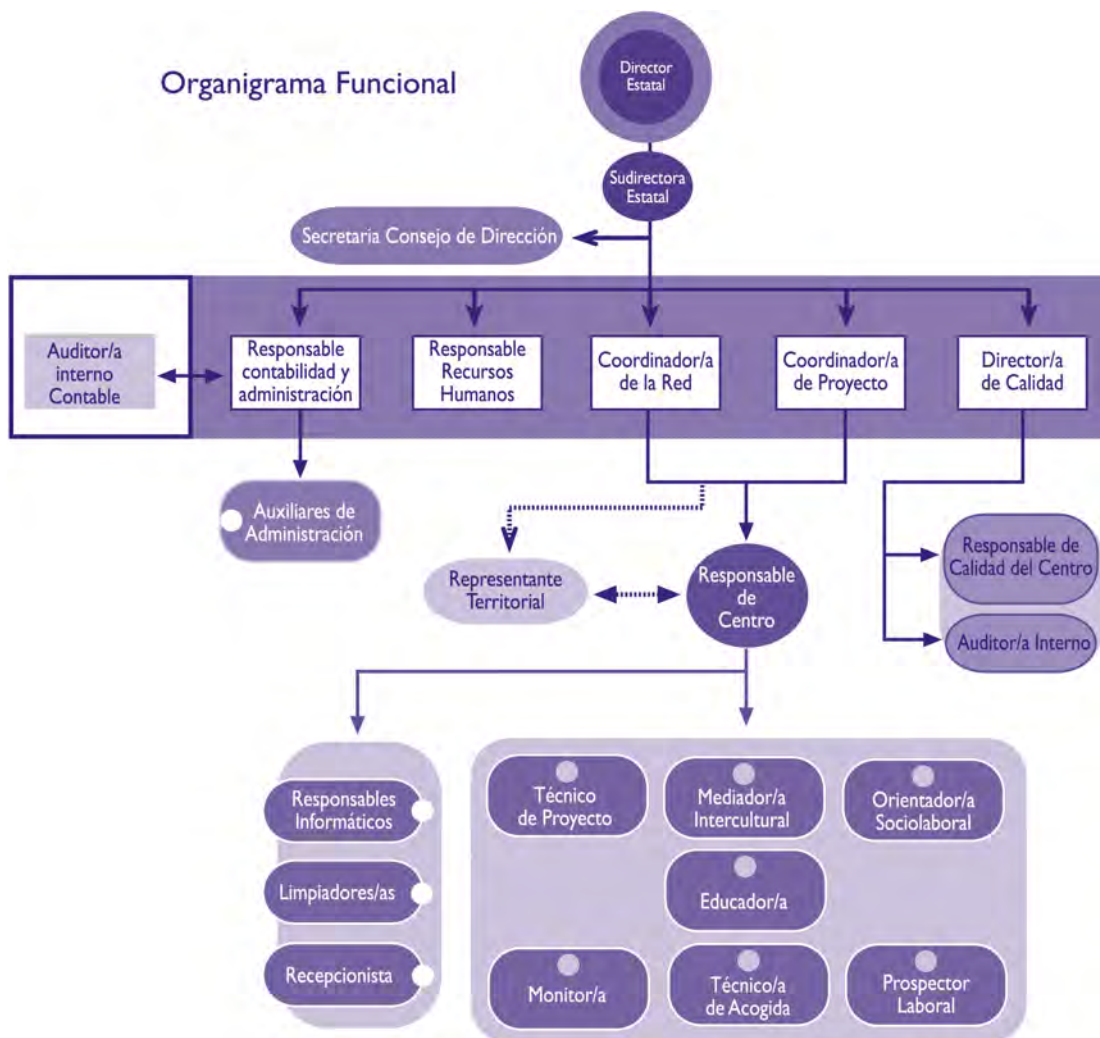 Organigrama Funcional
Director
Estatal
Sudirectora
Estatal
Secretaria Consejo de Dirección
Auditor/a
interno
Contable
Responsable
contabilidad y
administración
Responsable
Recursos
Humanos
Coordinador/a
de la Red
Coordinador/a
de Proyecto
Director/a
de Calidad
Auxiliares de
Administración
Representante
Territorial
Responsable
de
Centro
Responsable de
Calidad del Centro
Auditor/a Interno
Responsables
Informáticos
Limpiadores/as
Recepcionista
Técnico
de Proyecto
Mediador/a
Intercultural
Orientador/a
Sociolaboral
Educador/a
Monitor/a
Técnico/a
de Acogida
Prospector
Laboral